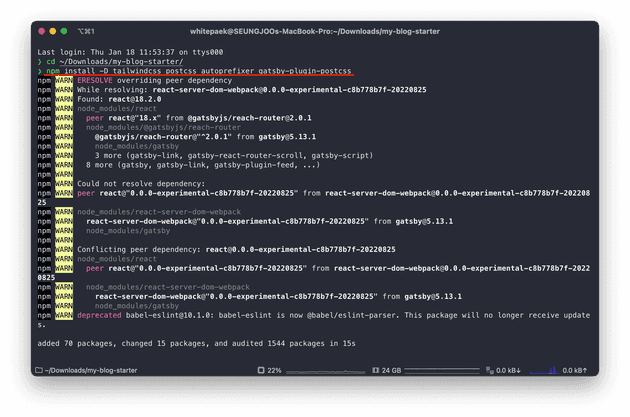 ⌥⌘1
whitepaek@SEUNGJOOs-MacBook-Pro:~/Downloads/my-blog-starter
Last login: Thu Jan 18 11:53:37 on ttys000
❯ cd ~/Downloads/my-blog-starter/
❯ npm install -D tailwindcss postcss autoprefixer gatsby-plugin-postcss
npm WARN ERESOLVE overriding peer dependency
npm WARN While resolving: react-server-dom-webpack@0.0.0-experimental-c8b778b7f-20220825
npm WARN Found: react@18.2.0
npm WARN node_modules/react
npm WARN   peer react@"18.x" from @gatsbyjs/reach-router@2.0.1
npm WARN   node_modules/@gatsbyjs/reach-router
npm WARN     @gatsbyjs/reach-router@"^2.0.1" from gatsby@5.13.1
npm WARN     node_modules/gatsby
npm WARN     3 more (gatsby-link, gatsby-react-router-scroll, gatsby-script)
npm WARN   8 more (gatsby, gatsby-link, gatsby-plugin-feed, ...)
npm WARN
npm WARN Could not resolve dependency:
npm WARN peer react@"0.0.0-experimental-c8b778b7f-20220825" from react-server-dom-webpack@0.0.0-experimental-c8b778b7f-202208
25
npm WARN node_modules/react-server-dom-webpack
npm WARN   react-server-dom-webpack@"0.0.0-experimental-c8b778b7f-20220825" from gatsby@5.13.1
npm WARN   node_modules/gatsby
npm WARN
npm WARN Conflicting peer dependency: react@0.0.0-experimental-c8b778b7f-20220825
npm WARN node_modules/react
npm WARN   peer react@"0.0.0-experimental-c8b778b7f-20220825" from react-server-dom-webpack@0.0.0-experimental-c8b778b7f-2022
0825
npm WARN   node_modules/react-server-dom-webpack
npm WARN     react-server-dom-webpack@"0.0.0-experimental-c8b778b7f-20220825" from gatsby@5.13.1
npm WARN     node_modules/gatsby
npm WARN deprecated babel-eslint@10.1.0: babel-eslint is now @babel/eslint-parser. This package will no longer receive update
s.
added 70 packages, changed 15 packages, and audited 1544 packages in 15s
~/Downloads/my-blog-starter 22% 24 GB 0.0 kB↓ 0.0 kB↑